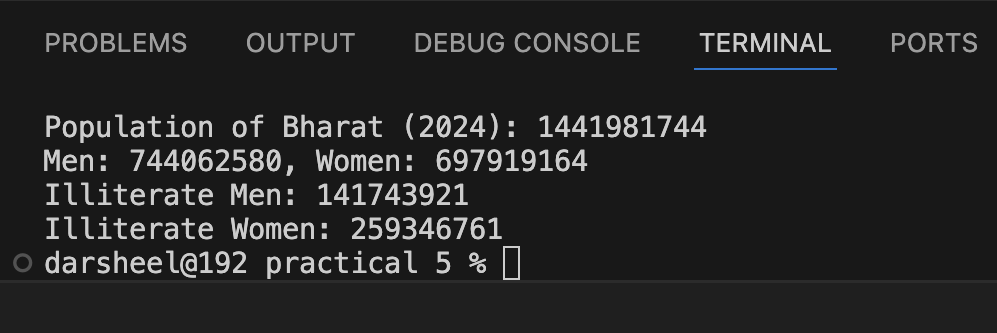 PROBLEMS OUTPUT DEBUG CONSOLE TERMINAL PORTS
Population of Bharat (2024): 1441981744
Men: 744062580, Women: 697919164
Illiterate Men: 141743921
Illiterate Women: 259346761
darsheel@192 practical 5 %